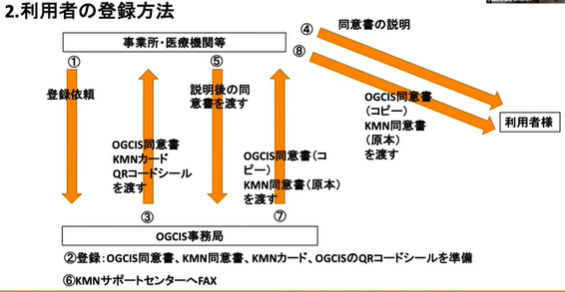 2.利用者の登録方法
事業所・医療機関等
④
同意書の説明
⑧
①
⑤
登録依頼
説明後の同
意書を渡す
OGCIS同意書
(コピー)
KMN同意書
(原本)
を渡す
利用者様
OGCIS同意書
KMNカード
QRコードシール
を渡す
OGCIS同意書(コ
ピー)
KMN同意書(原本)
を渡す
③
⑦
OGCIS事務局
②登録:OGCIS同意書、KMN同意書、KMNカード、OGCISのQRコードシールを準備
⑥KMNサポートセンターへFAX